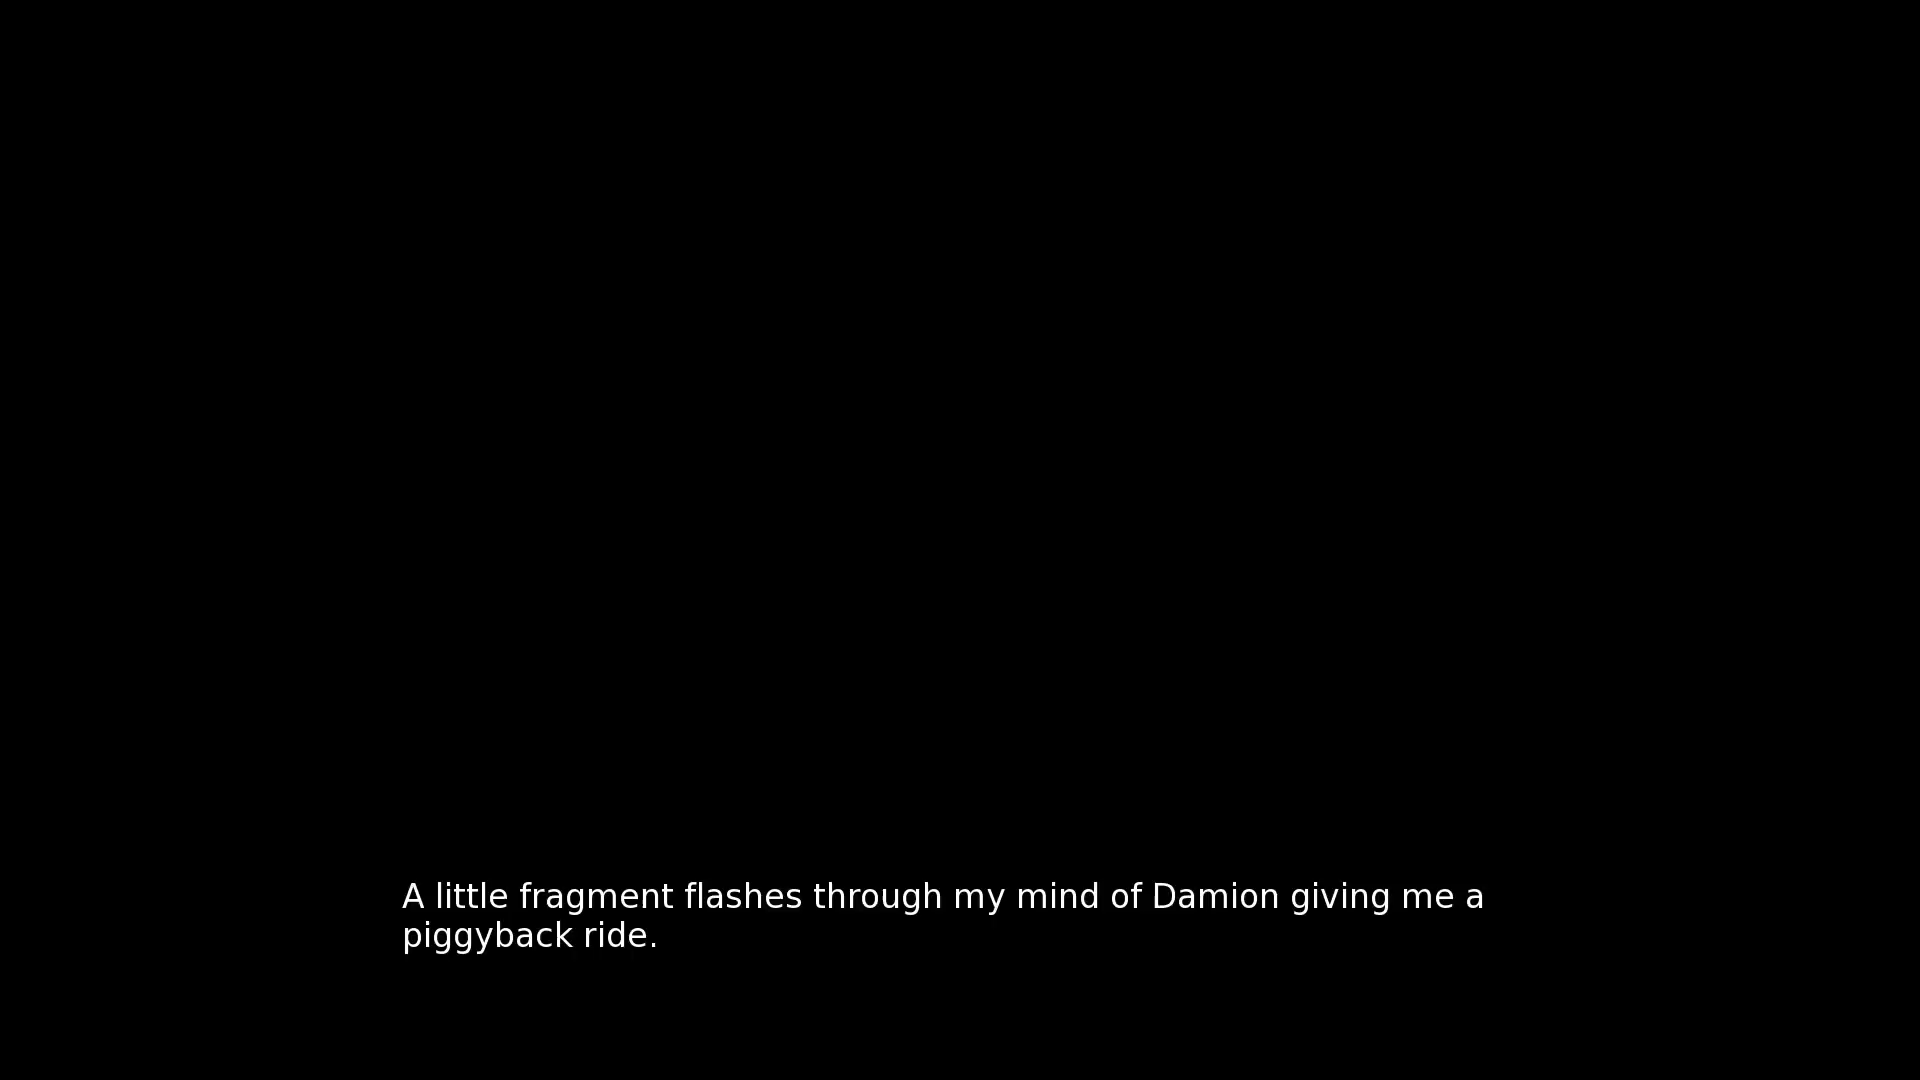 A little fragment flashes through my mind of Damion giving me a
piggyback ride.